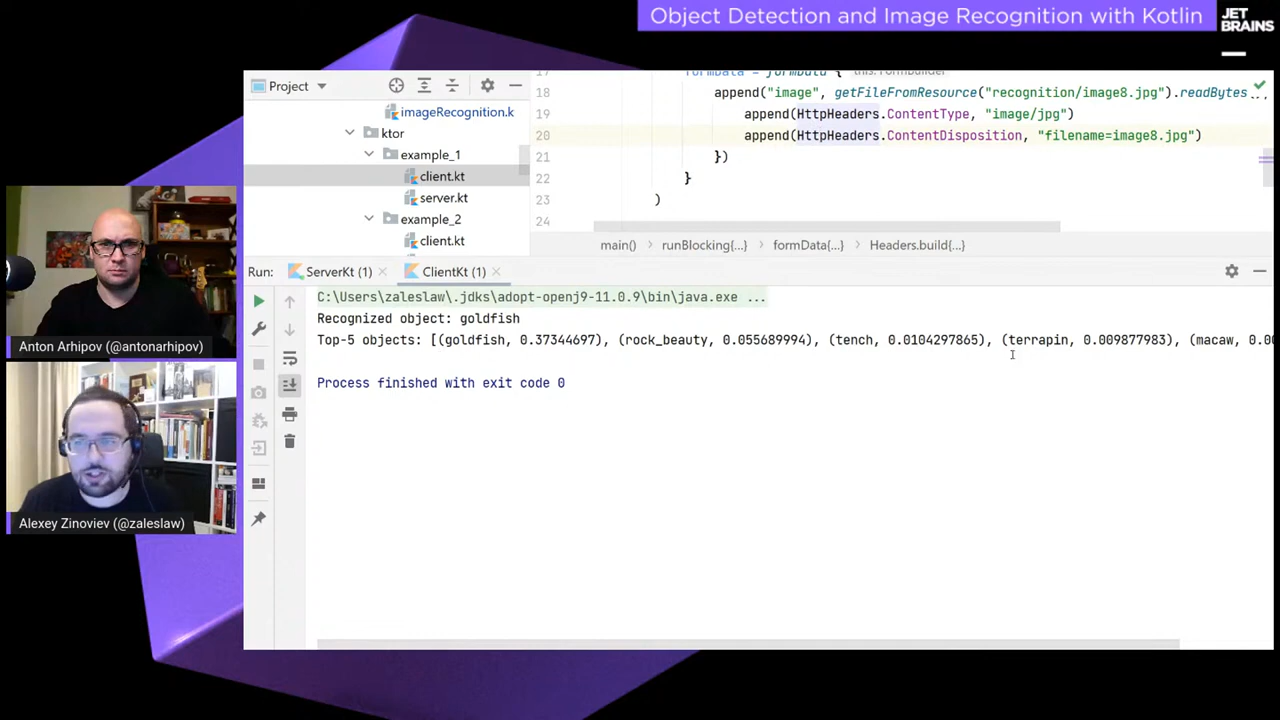 Object Detection and Image Recognition with Kotlin
JET
BRAINS
Project
imageRecognition.k
ktor
example_1
client.kt
server.kt
example_2
client.kt
17
18 append("image", getFileFromResource("recognition/image8.jpg").readBytes
19 append(HttpHeaders.ContentType, "image/jpg")
20 append(HttpHeaders.ContentDisposition, "filename=image8.jpg")
21 })
22 }
23 )
24
main() runBlocking{...} formData{...} Headers.build{...}
Run: ServerKt (1) ClientKt (1)
C:\Users\zaleslaw\.jdks\adopt-openj9-11.0.9\bin\java.exe ...
Recognized object: goldfish
Top-5 objects: [(goldfish, 0.37344697), (rock_beauty, 0.055689994), (tench, 0.0104297865), (terrapin, 0.009877983), (macaw, 0.00
Process finished with exit code 0
Anton Arhipov (@antonarhipov)
Alexey Zinoviev (@zaleslaw)